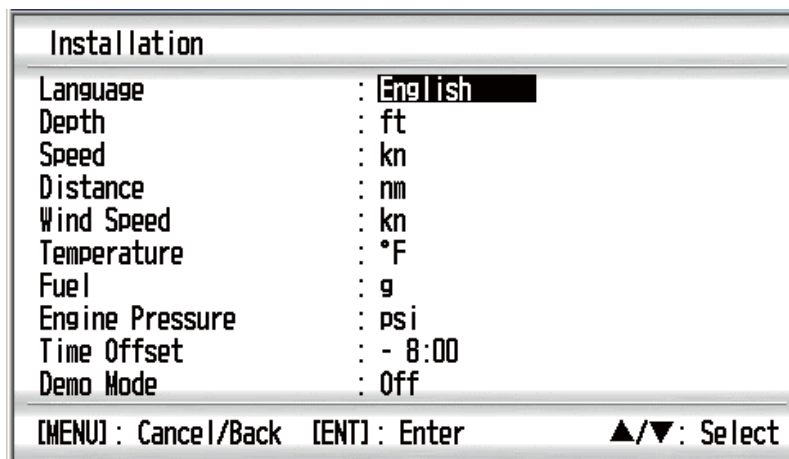 Installation
Language : English
Depth : ft
Speed : kn
Distance : nm
Wind Speed : kn
Temperature : °F
Fuel : g
Engine Pressure : psi
Time Offset : - 8:00
Demo Mode : Off
[MENU] : Cancel/Back [ENT] : Enter ▲/▼ : Select